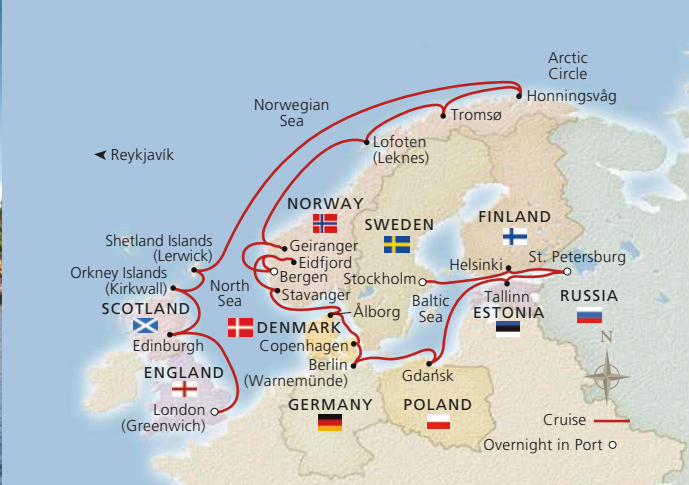 Arctic
Circle
Honningsvåg
Norwegian
Sea
Tromsø
Lofoten
(Leknes)
Reykjavík
NORWAY
SWEDEN
FINLAND
Shetland Islands
(Lerwick)
Geiranger
Eidfjord
Bergen
Helsinki
St. Petersburg
Orkney Islands
(Kirkwall)
North
Sea
Stavanger
Stockholm
Baltic
Sea
Tallinn
ESTONIA
RUSSIA
SCOTLAND
Ålborg
DENMARK
Edinburgh
Copenhagen
N
ENGLAND
Berlin
(Warnemünde)
Gdańsk
London
(Greenwich)
GERMANY
POLAND
Cruise
Overnight in Port